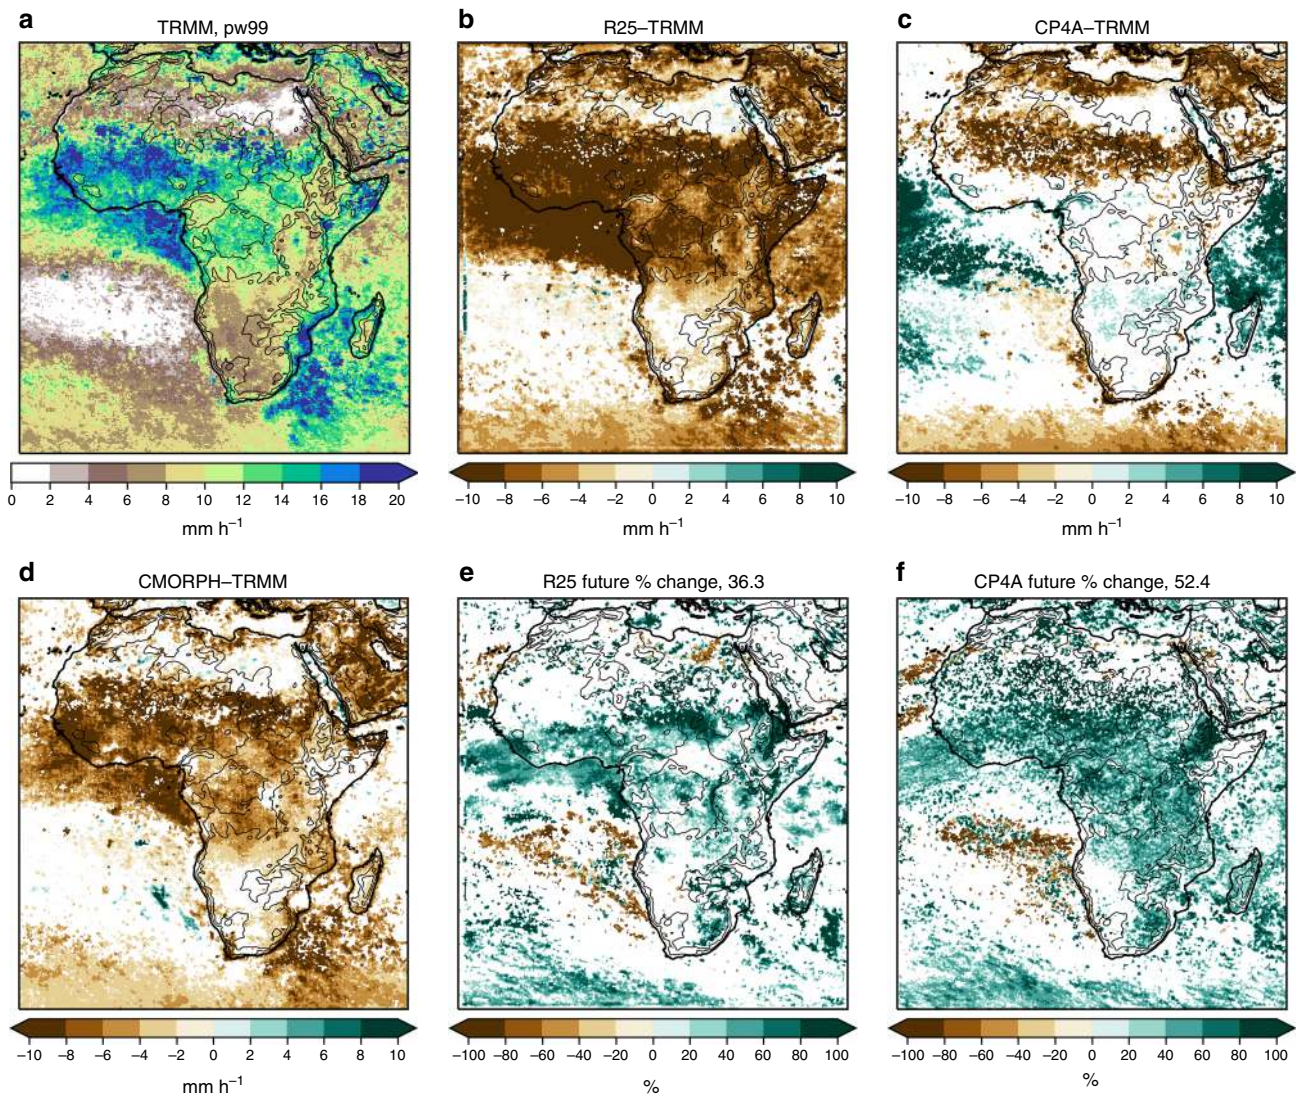 a
TRMM, pw99
b
R25–TRMM
c
CP4A–TRMM
0 2 4 6 8 10 12 14 16 18 20
mm h⁻¹
−10 −8 −6 −4 −2 0 2 4 6 8 10
mm h⁻¹
−10 −8 −6 −4 −2 0 2 4 6 8 10
mm h⁻¹
d
CMORPH–TRMM
e
R25 future % change, 36.3
f
CP4A future % change, 52.4
−10 −8 −6 −4 −2 0 2 4 6 8 10
mm h⁻¹
−100 −80 −60 −40 −20 0 20 40 60 80 100
%
−100 −80 −60 −40 −20 0 20 40 60 80 100
%